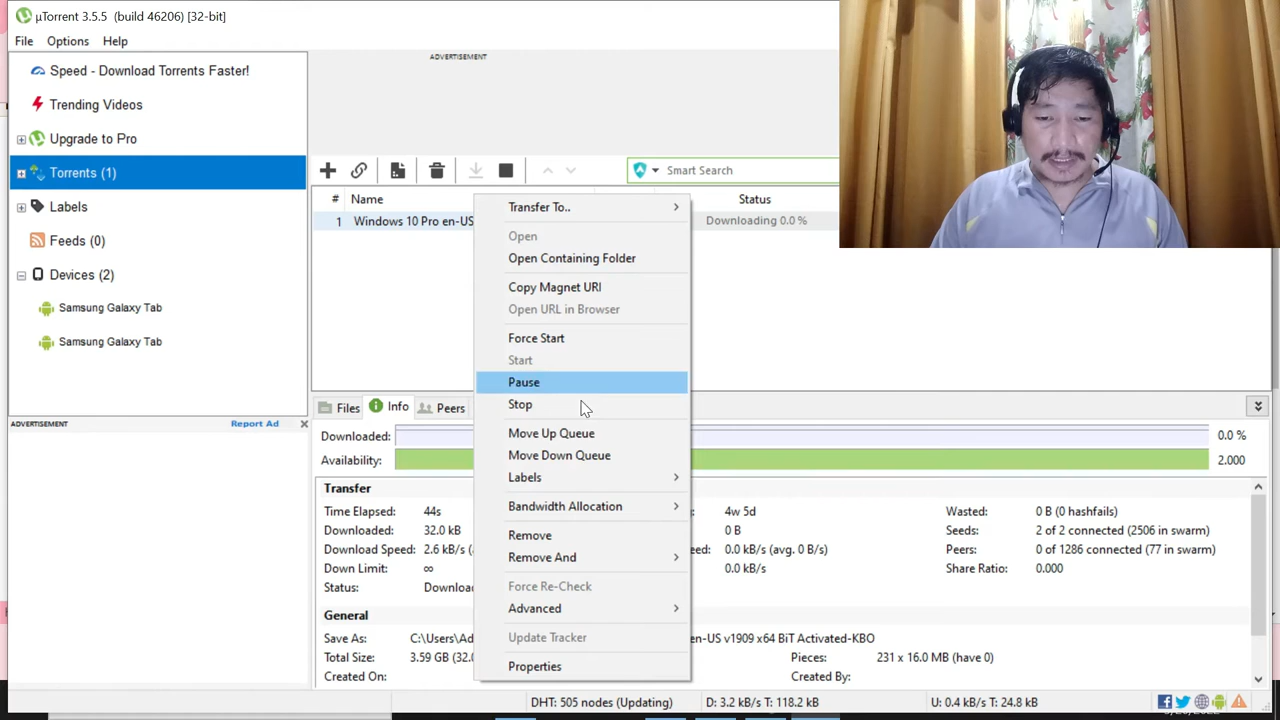 µTorrent 3.5.5 (build 46206) [32-bit]
File Options Help
Speed - Download Torrents Faster!
Trending Videos
Upgrade to Pro
Torrents (1)
Labels
Feeds (0)
Devices (2)
Samsung Galaxy Tab
Samsung Galaxy Tab
ADVERTISEMENT Report Ad
ADVERTISEMENT
Smart Search
# Name Status
1 Windows 10 Pro en-US Downloading 0.0 %
Transfer To..
Open
Open Containing Folder
Copy Magnet URI
Open URL in Browser
Force Start
Start
Pause
Stop
Move Up Queue
Move Down Queue
Labels
Bandwidth Allocation
Remove
Remove And
Force Re-Check
Advanced
Update Tracker
Properties
Files Info Peers
Downloaded: 0.0 %
Availability: 2.000
Transfer
Time Elapsed: 44s 4w 5d Wasted: 0 B (0 hashfails)
Downloaded: 32.0 kB 0 B Seeds: 2 of 2 connected (2506 in swarm)
Download Speed: 2.6 kB/s ( eed: 0.0 kB/s (avg. 0 B/s) Peers: 0 of 1286 connected (77 in swarm)
Down Limit: ∞ 0.0 kB/s Share Ratio: 0.000
Status: Downloa
General
Save As: C:\Users\Ad en-US v1909 x64 BiT Activated-KBO
Total Size: 3.59 GB (32.0 Pieces: 231 x 16.0 MB (have 0)
Created On: Created By:
DHT: 505 nodes (Updating) D: 3.2 kB/s T: 118.2 kB U: 0.4 kB/s T: 24.8 kB